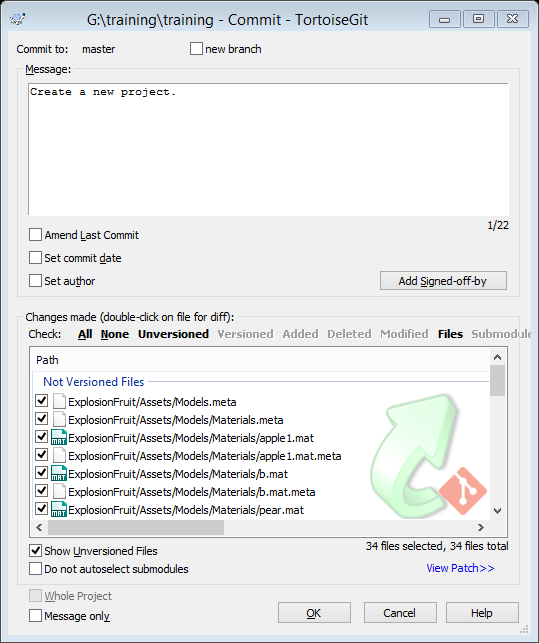 G:\training\training - Commit - TortoiseGit
Commit to: master new branch
Message:
Create a new project.
1/22
Amend Last Commit
Set commit date
Set author Add Signed-off-by
Changes made (double-click on file for diff):
Check: All None Unversioned Versioned Added Deleted Modified Files Submodule
Path
Not Versioned Files
ExplosionFruit/Assets/Models.meta
ExplosionFruit/Assets/Models/Materials.meta
MAT ExplosionFruit/Assets/Models/Materials/apple1.mat
ExplosionFruit/Assets/Models/Materials/apple1.mat.meta
MAT ExplosionFruit/Assets/Models/Materials/b.mat
ExplosionFruit/Assets/Models/Materials/b.mat.meta
MAT ExplosionFruit/Assets/Models/Materials/pear.mat
Show Unversioned Files 34 files selected, 34 files total
Do not autoselect submodules View Patch>>
Whole Project
Message only OK Cancel Help